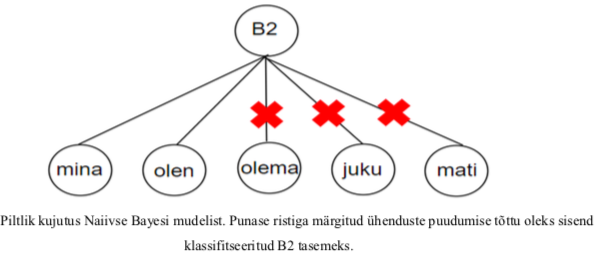 B2
mina
olen
olema
juku
mati
Piltlik kujutus Naiivse Bayesi mudelist. Punase ristiga märgitud ühenduste puudumise tõttu oleks sisend
klassifitseeritud B2 tasemeks.